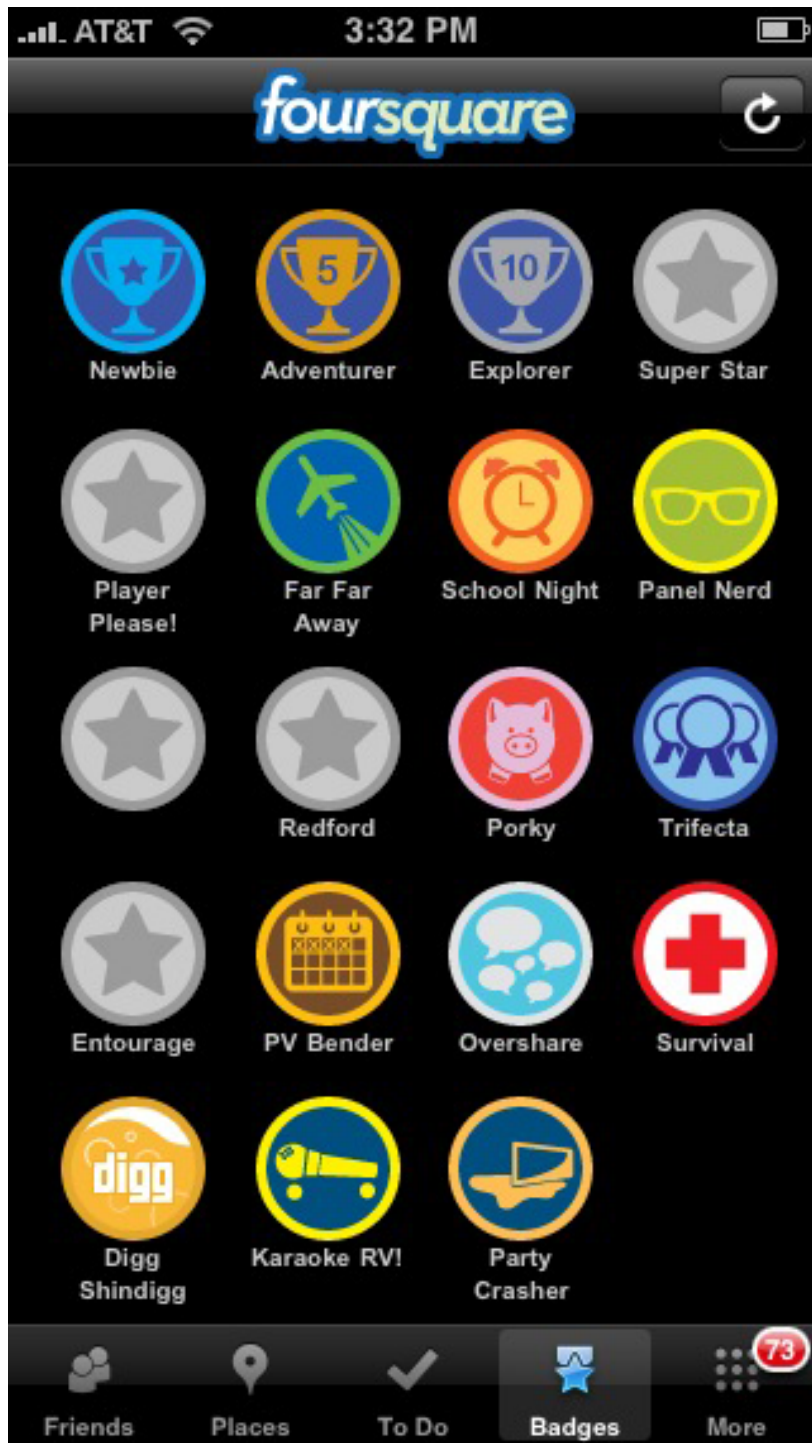 AT&T 3:32 PM
foursquare
5 10
Newbie Adventurer Explorer Super Star
Player Please! Far Far Away School Night Panel Nerd
Redford Porky Trifecta
XXXX
Entourage PV Bender Overshare Survival
digg
Digg Shindigg Karaoke RV! Party Crasher
73
Friends Places To Do Badges More